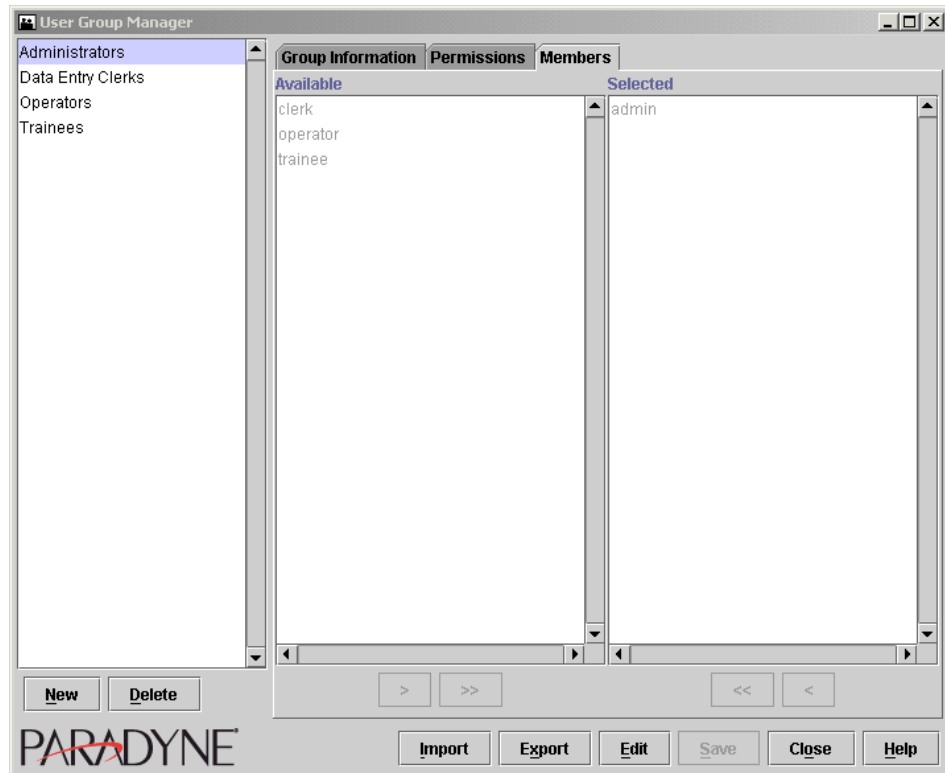 User Group Manager
Administrators
Data Entry Clerks
Operators
Trainees
Group Information Permissions Members
Available Selected
clerk admin
operator
trainee
New Delete
> >> << <
PARADYNE®
Import Export Edit Save Close Help